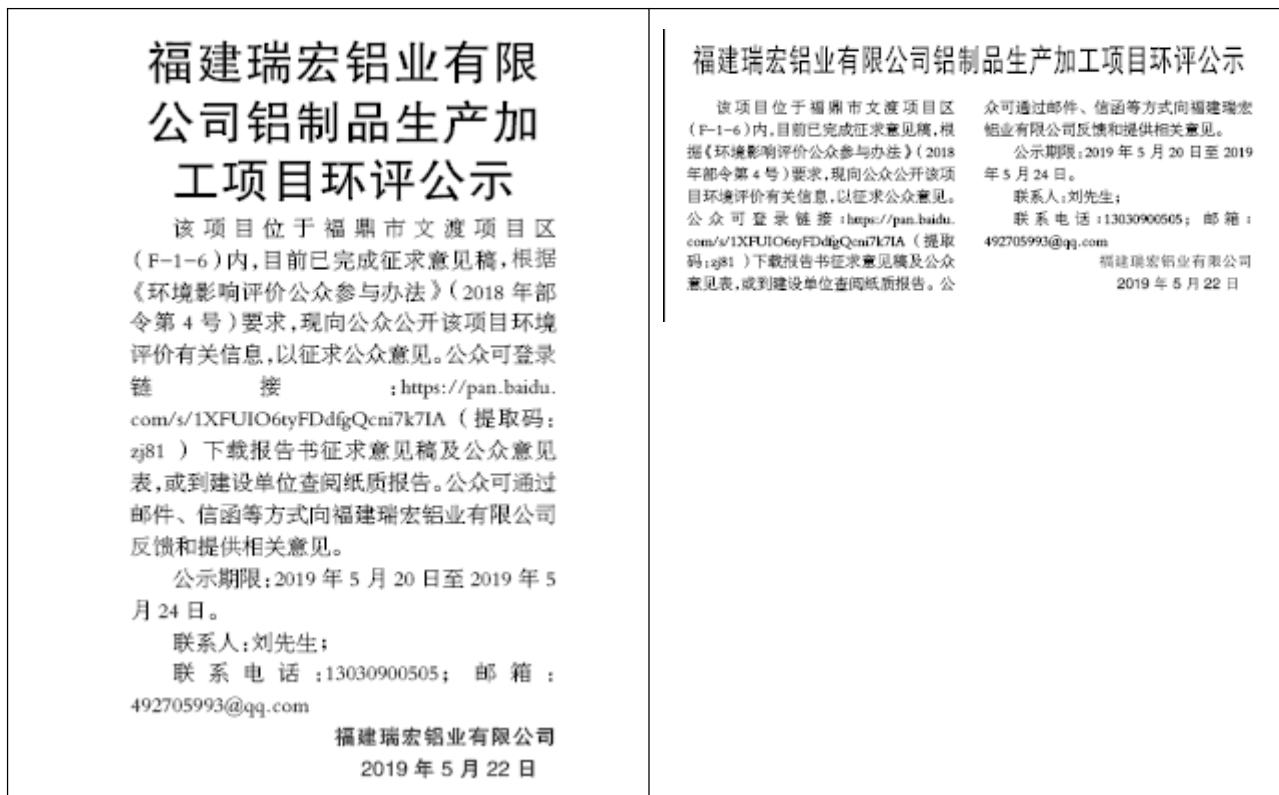 福建瑞宏铝业有限
公司铝制品生产加
工项目环评公示
该项目位于福鼎市文渡项目区
（F-1-6）内，目前已完成征求意见稿，根据
《环境影响评价公众参与办法》（2018 年部
令第 4 号）要求，现向公众公开该项目环境
评价有关信息，以征求公众意见。公众可登录
链接：https://pan.baidu.
com/s/1XFUIO6tyFDdfgQcni7k7IA（提取码：
zj81）下载报告书征求意见稿及公众意见
表，或到建设单位查阅纸质报告。公众可通过
邮件、信函等方式向福建瑞宏铝业有限公司
反馈和提供相关意见。
公示期限：2019 年 5 月 20 日至 2019 年 5
月 24 日。
联系人：刘先生；
联系电话：13030900505；邮箱：
492705993@qq.com
福建瑞宏铝业有限公司
2019 年 5 月 22 日
福建瑞宏铝业有限公司铝制品生产加工项目环评公示
该项目位于福鼎市文渡项目区
（F-1-6）内，目前已完成征求意见稿，根
据《环境影响评价公众参与办法》（2018
年部令第 4 号）要求，现向公众公开该项
目环境评价有关信息，以征求公众意见。
公众可登录链接：https://pan.baidu.
com/s/1XFUIO6tyFDdfgQcni7k7IA（提取
码：zj81）下载报告书征求意见稿及公众
意见表，或到建设单位查阅纸质报告。公
众可通过邮件、信函等方式向福建瑞宏
铝业有限公司反馈和提供相关意见。
公示期限：2019 年 5 月 20 日至 2019
年 5 月 24 日。
联系人：刘先生；
联系电话：13030900505；邮箱：
492705993@qq.com
福建瑞宏铝业有限公司
2019 年 5 月 22 日